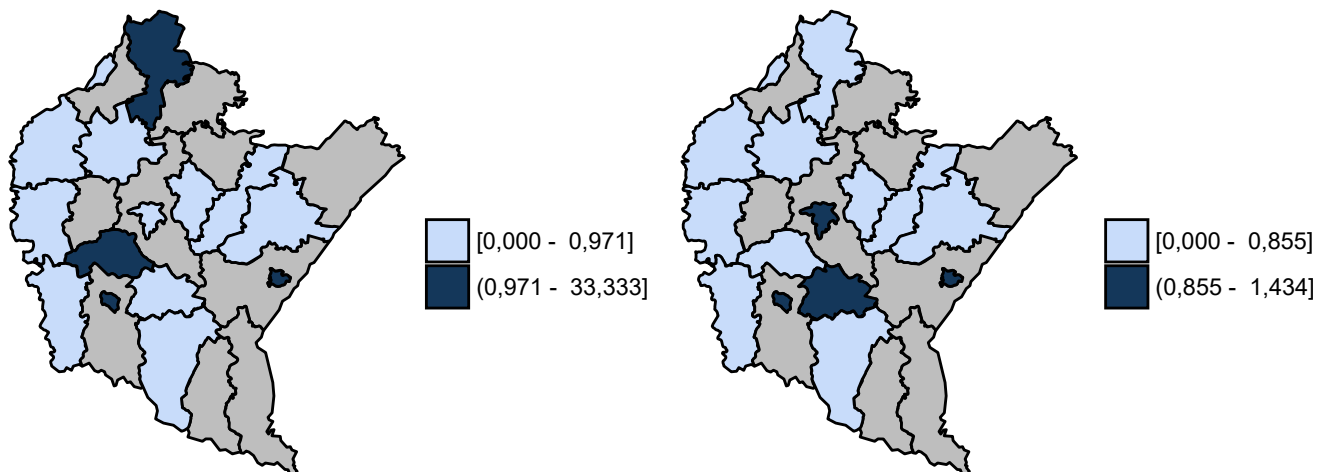 [0,000 -  0,971]
(0,971 -  33,333]
[0,000 -  0,855]
(0,855 -  1,434]